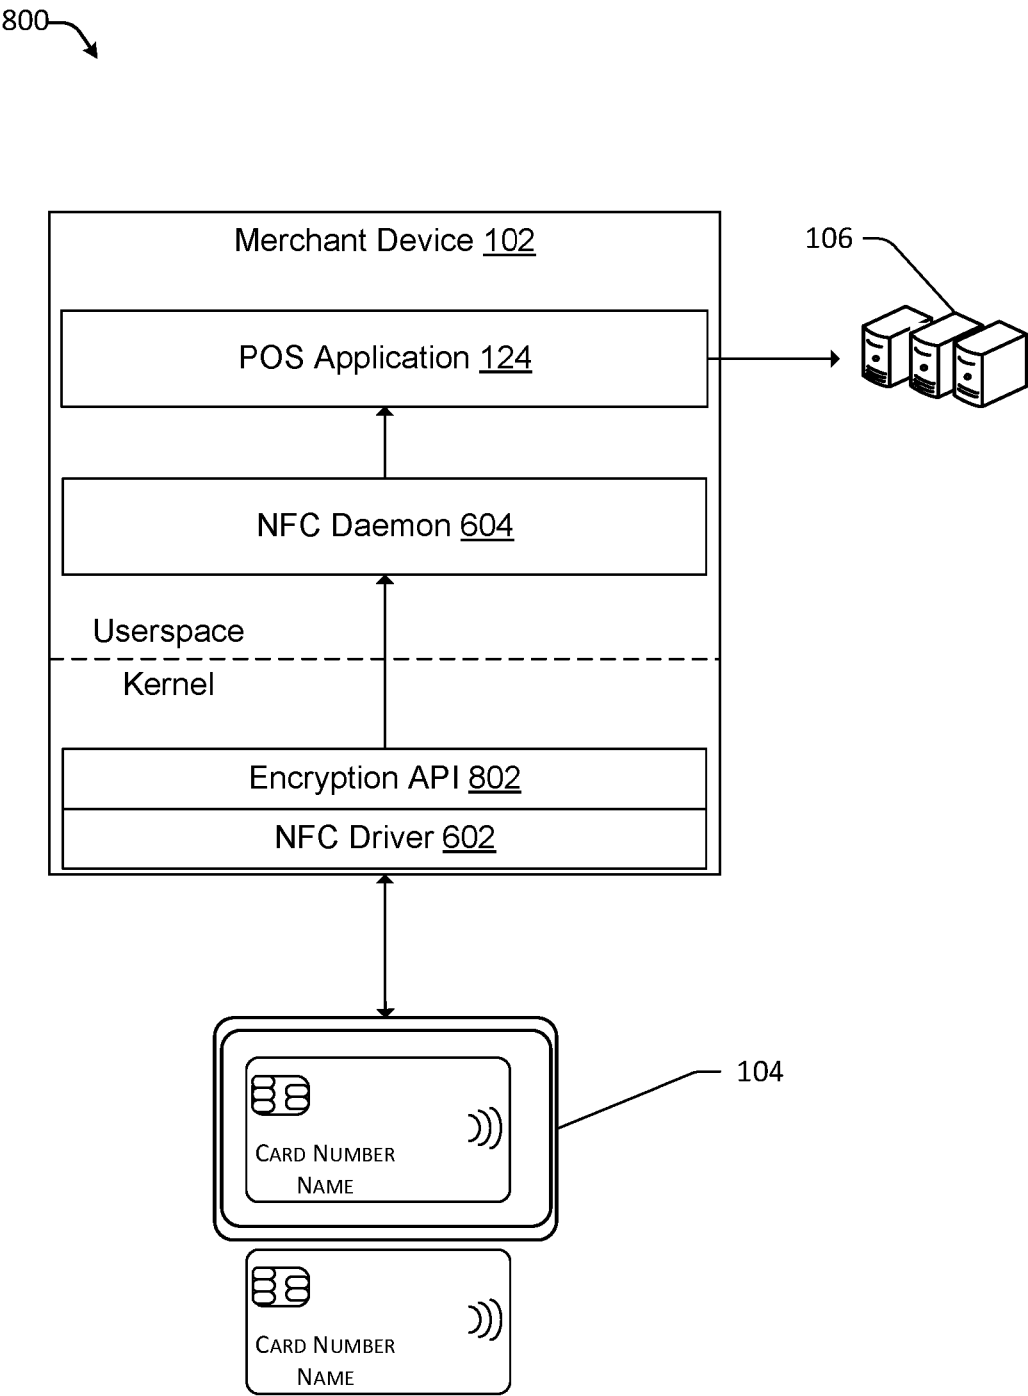 800
Merchant Device 102
106
POS Application 124
NFC Daemon 604
Userspace
Kernel
Encryption API 802
NFC Driver 602
104
CARD NUMBER
NAME
CARD NUMBER
NAME